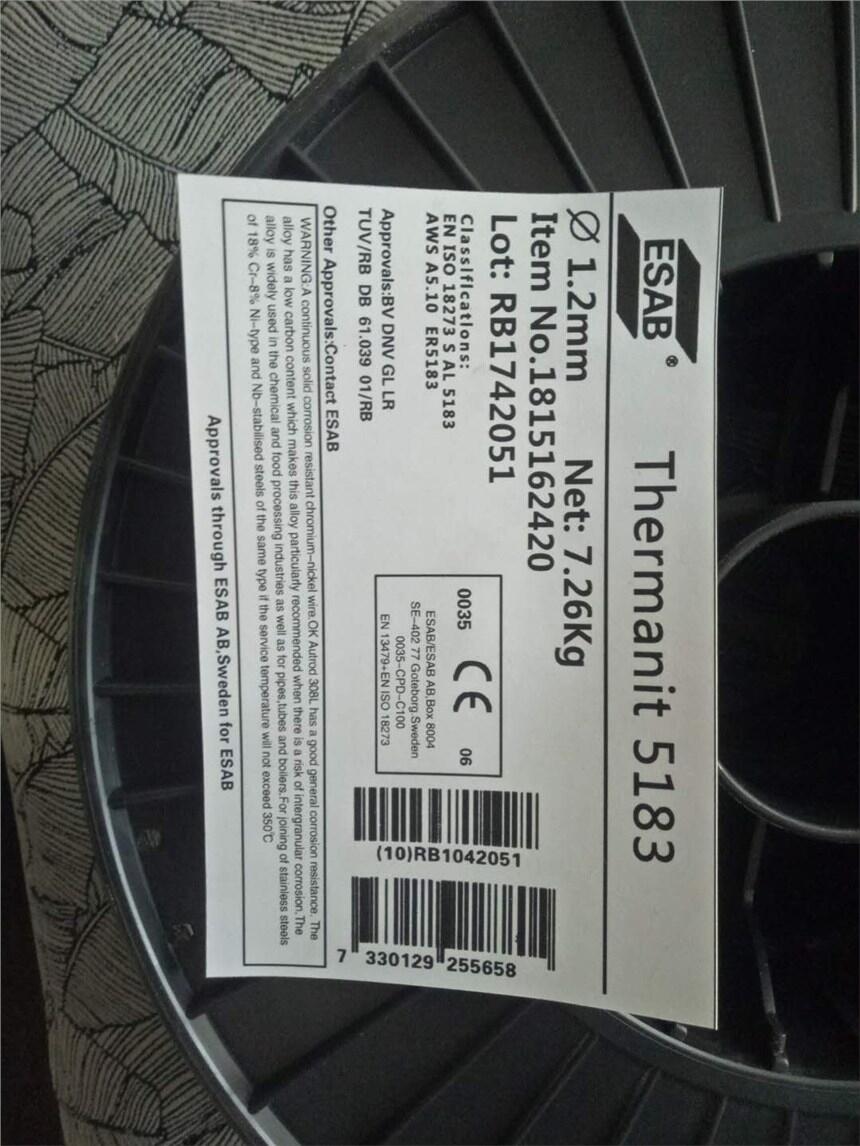 ESAB ® Thermanit 5183
Ø 1.2mm Net: 7.26Kg
Item No.1815162420
Lot: RB1742051
Classifications:
EN ISO 18273 S AL 5183
AWS A5.10 ER5183
Approvals:BV DNV GL LR
TUV/RB DB 61.039 01/RB
Other Approvals:Contact ESAB
0035 CE 06
ESAB/ESAB AB,Box 8004
SE-402 77 Goteborg Sweden
0035-CPD-C100
EN 13479+EN ISO 18273
(10)RB1042051
7 330129 255658
WARNING:A continuous solid corrosion resistant chromium-nickel wire.OK Autrod 308L has a good general corrosion resistance. The
alloy has a low carbon content which makes this alloy particularly recommended when there is a risk of intergranular corrosion.The
alloy is widely used in the chemical and food processing industries as well as for pipes,tubes and boilers.For joining of stainless steels
of 18% Cr-8% Ni-type and Nb-stabilised steels of the same type if the service temperature will not exceed 350℃
Approvals through ESAB AB,Sweden for ESAB